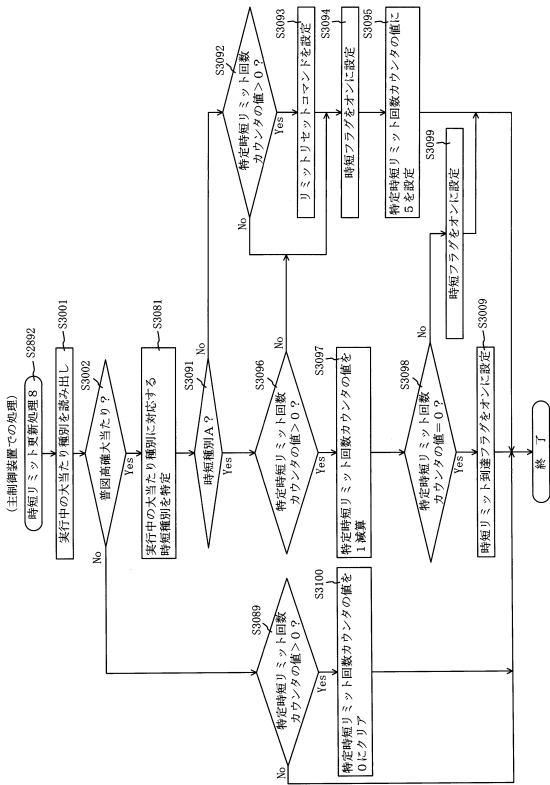 (主制御装置での処理)
時短リミット更新処理8
S2892
実行中の大当たり種別を読み出し
S3001
普図高確大当たり?
S3002
Yes
No
実行中の大当たり種別に対応する
時短種別を特定
S3081
時短種別A?
S3091
Yes
No
特定時短リミット回数
カウンタの値>0?
S3092
Yes
No
リミットリセットコマンドを設定
S3093
時短フラグをオンに設定
S3094
特定時短リミット回数カウンタの値に
5を設定
S3095
特定時短リミット回数
カウンタの値>0?
S3096
Yes
No
特定時短リミット回数カウンタの値を
1減算
S3097
特定時短リミット回数
カウンタの値=0?
S3098
Yes
No
時短フラグをオンに設定
S3099
時短リミット到達フラグをオンに設定
S3009
特定時短リミット回数
カウンタの値>0?
S3089
Yes
No
特定時短リミット回数カウンタの値を
0にクリア
S3100
終 了